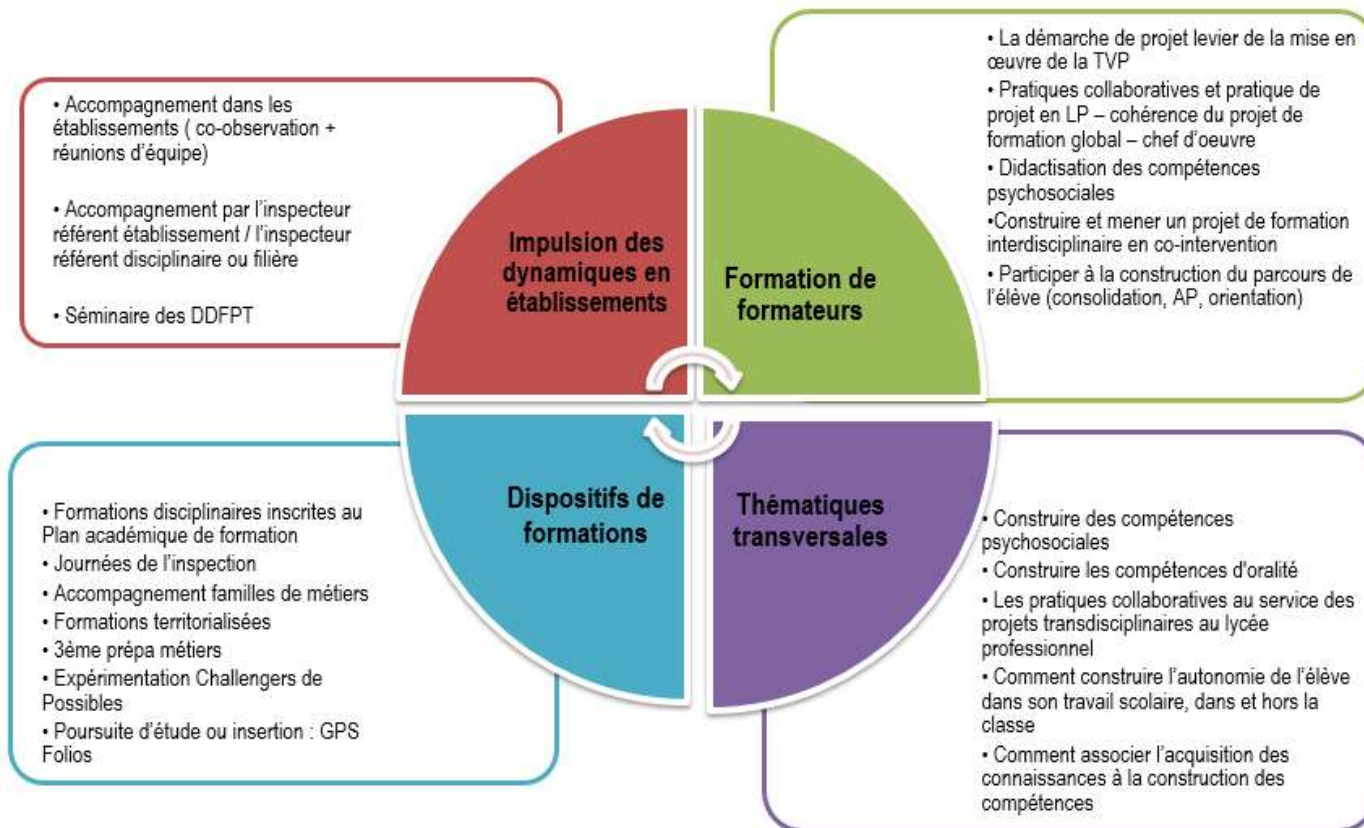 • Accompagnement dans les
établissements ( co-observation +
réunions d'équipe)
• Accompagnement par l'inspecteur
référent établissement / l'inspecteur
référent disciplinaire ou filière
• Séminaire des DDFPT
Impulsion des
dynamiques en
établissements
Formation de
formateurs
• La démarche de projet levier de la mise en
œuvre de la TVP
• Pratiques collaboratives et pratique de
projet en LP – cohérence du projet de
formation global – chef d'oeuvre
• Didactisation des compétences
psychosociales
•Construire et mener un projet de formation
interdisciplinaire en co-intervention
• Participer à la construction du parcours de
l'élève (consolidation, AP, orientation)
• Formations disciplinaires inscrites au
Plan académique de formation
• Journées de l'inspection
• Accompagnement familles de métiers
• Formations territorialisées
• 3ème prépa métiers
• Expérimentation Challengers de
Possibles
• Poursuite d'étude ou insertion : GPS
Folios
Dispositifs de
formations
Thématiques
transversales
• Construire des compétences
psychosociales
• Construire les compétences d'oralité
• Les pratiques collaboratives au service des
projets transdisciplinaires au lycée
professionnel
• Comment construire l'autonomie de l'élève
dans son travail scolaire, dans et hors la
classe
• Comment associer l'acquisition des
connaissances à la construction des
compétences